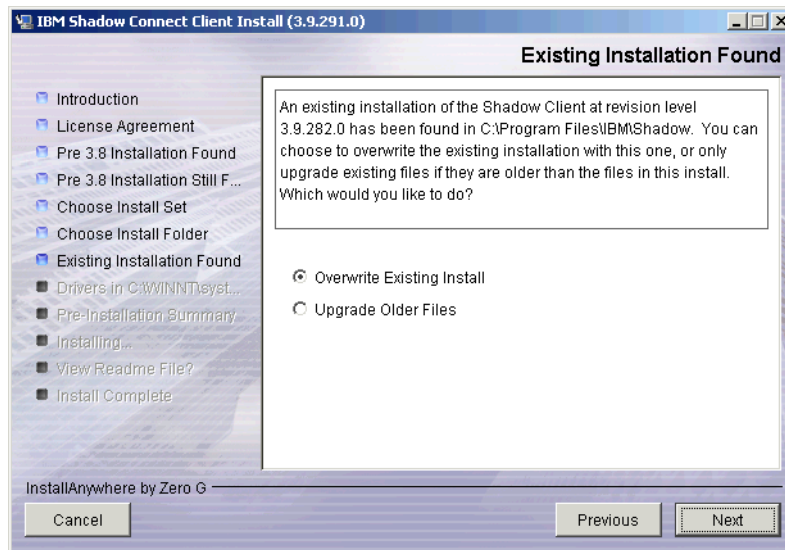 IBM Shadow Connect Client Install (3.9.291.0)
Existing Installation Found
Introduction
License Agreement
Pre 3.8 Installation Found
Pre 3.8 Installation Still F...
Choose Install Set
Choose Install Folder
Existing Installation Found
Drivers in C:\WINNT\syst...
Pre-Installation Summary
Installing...
View Readme File?
Install Complete
An existing installation of the Shadow Client at revision level
3.9.282.0 has been found in C:\Program Files\IBM\Shadow. You can
choose to overwrite the existing installation with this one, or only
upgrade existing files if they are older than the files in this install.
Which would you like to do?
Overwrite Existing Install
Upgrade Older Files
InstallAnywhere by Zero G
Cancel
Previous
Next